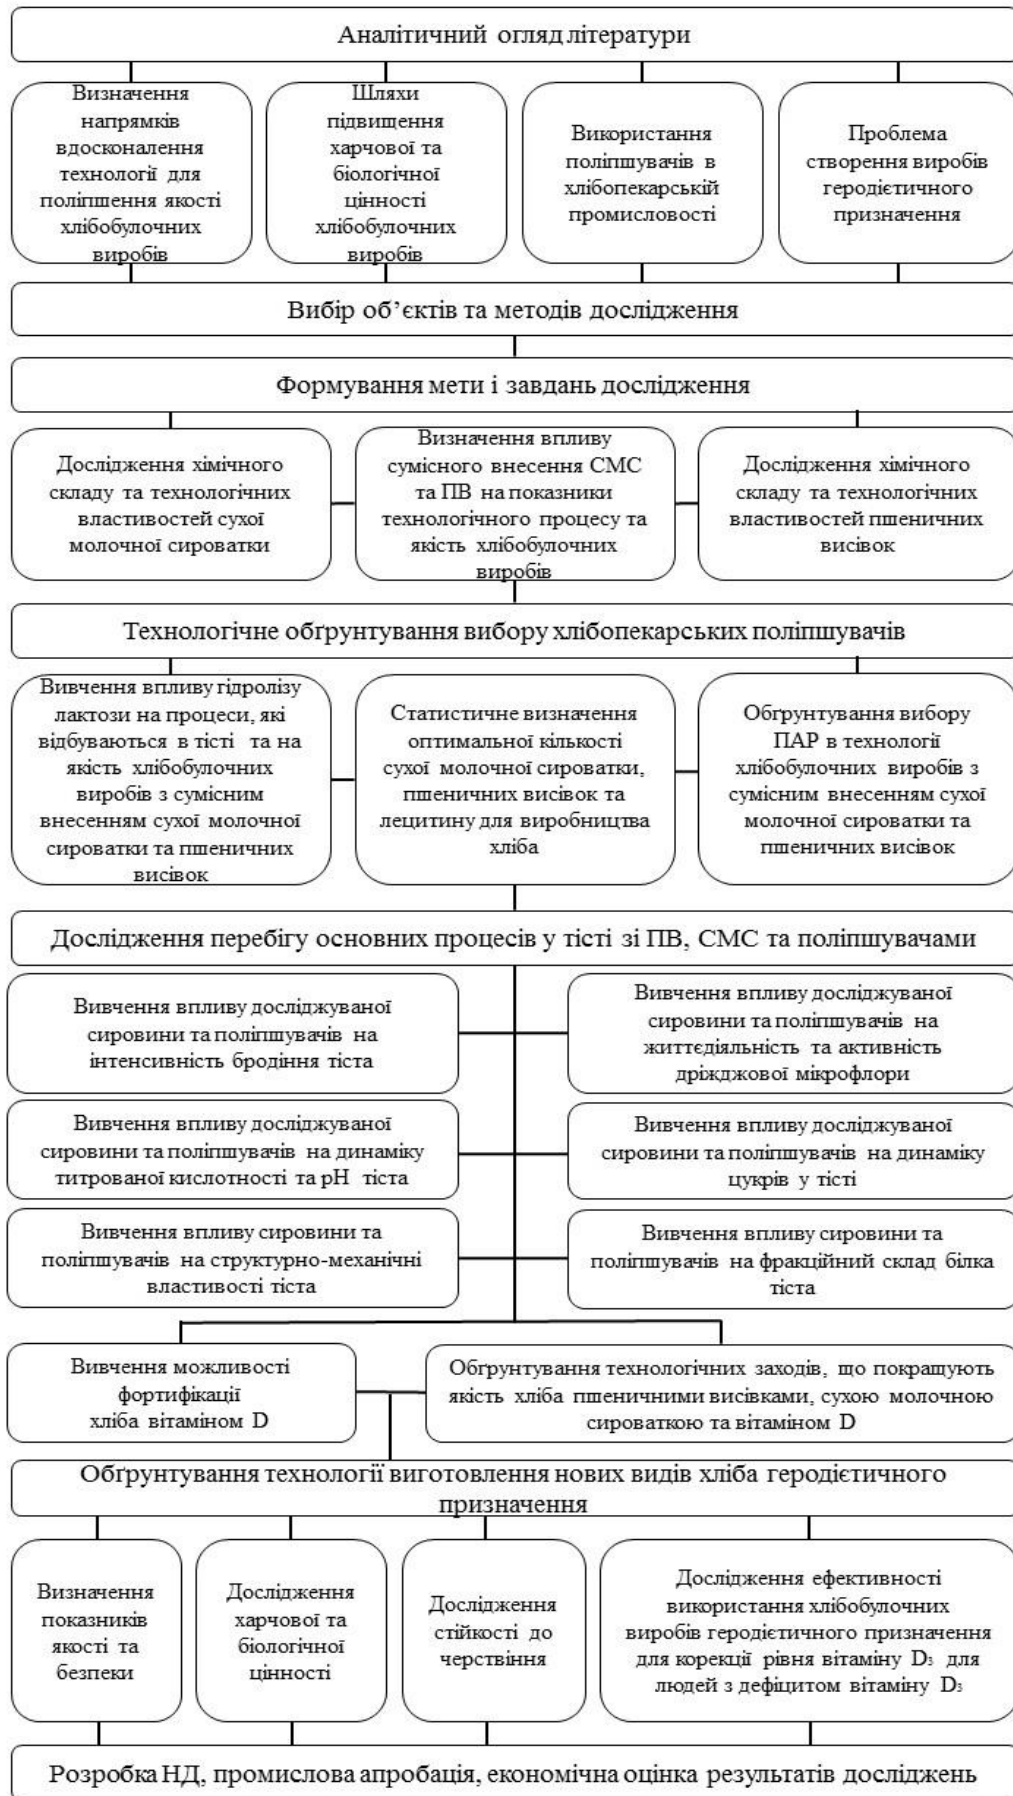 Аналітичний огляд літератури
Визначення
напрямків
вдосконалення
технології для
поліпшення якості
хлібобулочних
виробів
Шляхи
підвищення
харчової та
біологічної
цінності
хлібобулочних
виробів
Використання
поліпшувачів в
хлібопекарській
промисловості
Проблема
створення виробів
геродієтичного
призначення
Вибір об’єктів та методів дослідження
Формування мети і завдань дослідження
Дослідження хімічного
складу та технологічних
властивостей сухої
молочної сироватки
Визначення впливу
сумісного внесення СМС
та ПВ на показники
технологічного процесу та
якість хлібобулочних
виробів
Дослідження хімічного
складу та технологічних
властивостей пшеничних
висівок
Технологічне обґрунтування вибору хлібопекарських поліпшувачів
Вивчення впливу гідролізу
лактози на процеси, які
відбуваються в тісті та на
якість хлібобулочних
виробів з сумісним
внесенням сухої молочної
сироватки та пшеничних
висівок
Статистичне визначення
оптимальної кількості
сухої молочної сироватки,
пшеничних висівок та
лецитину для виробництва
хліба
Обґрунтування вибору
ПАР в технології
хлібобулочних виробів з
сумісним внесенням сухої
молочної сироватки та
пшеничних висівок
Дослідження перебігу основних процесів у тісті зі ПВ, СМС та поліпшувачами
Вивчення впливу досліджуваної
сировини та поліпшувачів на
інтенсивність бродіння тіста
Вивчення впливу досліджуваної
сировини та поліпшувачів на
життєдіяльність та активність
дріжджової мікрофлори
Вивчення впливу досліджуваної
сировини та поліпшувачів на динаміку
титрованої кислотності та рН тіста
Вивчення впливу досліджуваної
сировини та поліпшувачів на динаміку
цукрів у тісті
Вивчення впливу сировини та
поліпшувачів на структурно-механічні
властивості тіста
Вивчення впливу сировини та
поліпшувачів на фракційний склад білка
тіста
Вивчення можливості
фортифікації
хліба вітаміном D
Обґрунтування технологічних заходів, що покращують
якість хліба пшеничними висівками, сухою молочною
сироваткою та вітаміном D
Обґрунтування технології виготовлення нових видів хліба геродієтичного
призначення
Визначення
показників
якості та
безпеки
Дослідження
харчової та
біологічної
цінності
Дослідження
стійкості до
черствіння
Дослідження ефективності
використання хлібобулочних
виробів геродієтичного призначення
для корекції рівня вітаміну D₃ для
людей з дефіцитом вітаміну D₃
Розробка НД, промислова апробація, економічна оцінка результатів досліджень